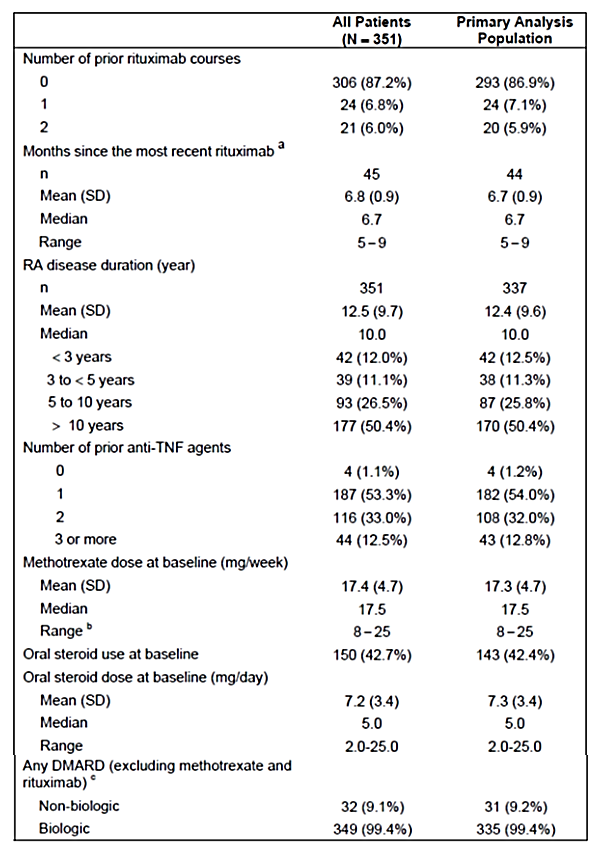 All Patients Primary Analysis
(N = 351) Population
Number of prior rituximab courses
0 306 (87.2%) 293 (86.9%)
1 24 (6.8%) 24 (7.1%)
2 21 (6.0%) 20 (5.9%)
Months since the most recent rituximab a
n 45 44
Mean (SD) 6.8 (0.9) 6.7 (0.9)
Median 6.7 6.7
Range 5–9 5–9
RA disease duration (year)
n 351 337
Mean (SD) 12.5 (9.7) 12.4 (9.6)
Median 10.0 10.0
< 3 years 42 (12.0%) 42 (12.5%)
3 to < 5 years 39 (11.1%) 38 (11.3%)
5 to 10 years 93 (26.5%) 87 (25.8%)
> 10 years 177 (50.4%) 170 (50.4%)
Number of prior anti-TNF agents
0 4 (1.1%) 4 (1.2%)
1 187 (53.3%) 182 (54.0%)
2 116 (33.0%) 108 (32.0%)
3 or more 44 (12.5%) 43 (12.8%)
Methotrexate dose at baseline (mg/week)
Mean (SD) 17.4 (4.7) 17.3 (4.7)
Median 17.5 17.5
Range b 8–25 8–25
Oral steroid use at baseline 150 (42.7%) 143 (42.4%)
Oral steroid dose at baseline (mg/day)
Mean (SD) 7.2 (3.4) 7.3 (3.4)
Median 5.0 5.0
Range 2.0-25.0 2.0-25.0
Any DMARD (excluding methotrexate and
rituximab) c
Non-biologic 32 (9.1%) 31 (9.2%)
Biologic 349 (99.4%) 335 (99.4%)